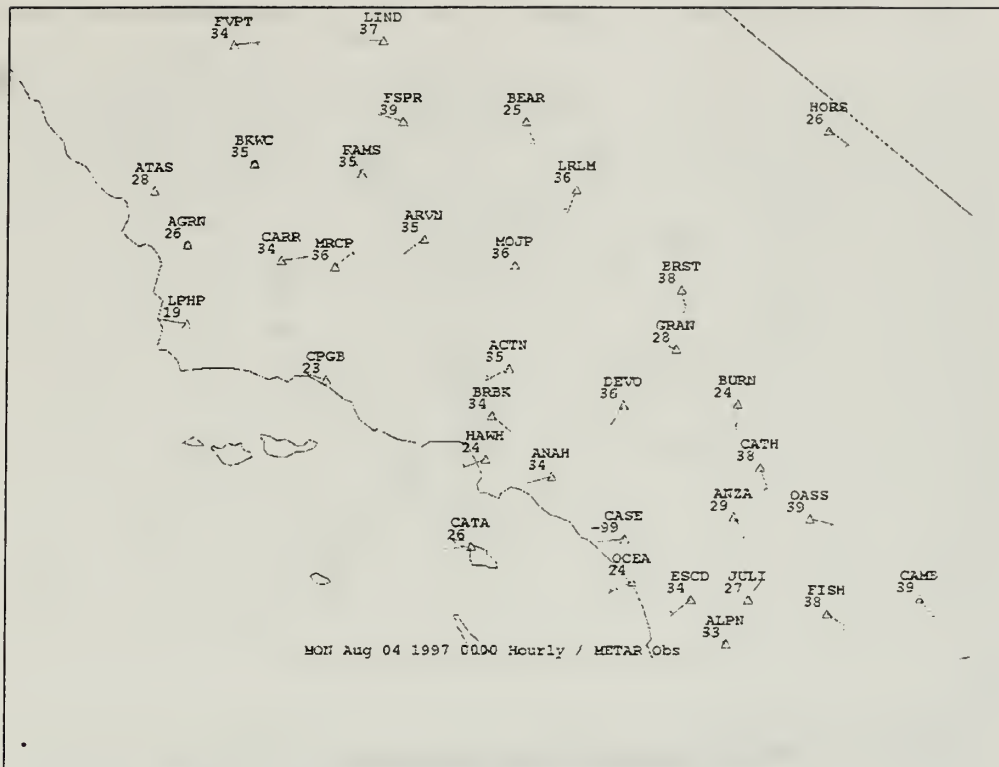 FVPT
34
LIND
37
FSPR
39
BEAR
25
HORE
26
BKWC
35
FAMS
35
ATAS
28
LRLM
36
AGRN
26
CARR
34
MRCP
36
ARVN
35
MOJP
36
BRST
38
LPHP
19
GRAN
28
CPGB
23
ACTN
35
BRBK
34
DEVO
36
BURN
24
HAWH
24
ANAH
34
CATH
38
ANZA
29
OASS
39
CATA
26
CASE
-99
OCEA
24
ESCD
34
JULI
27
FISH
38
CAMB
39
ALPN
33
MON Aug 04 1997 0000 Hourly / METAR Obs